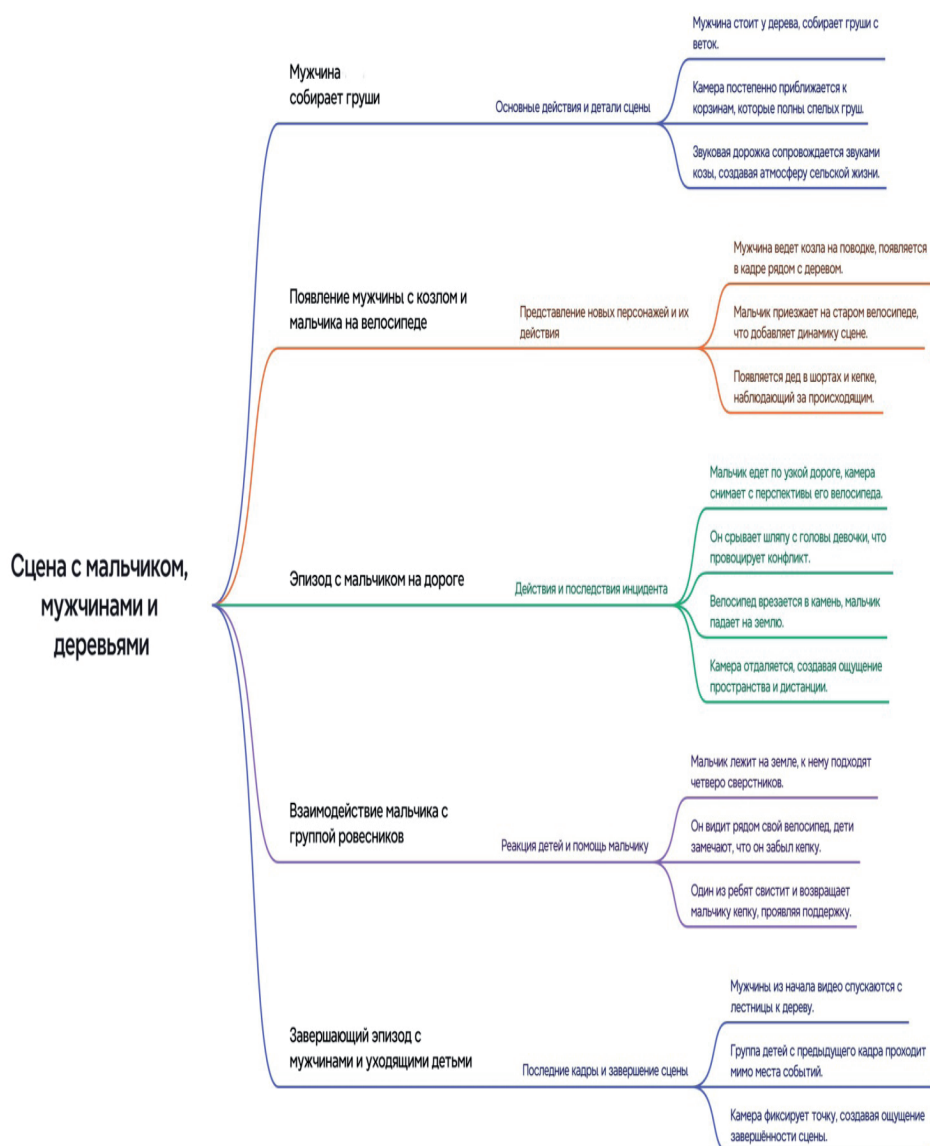 Сцена с мальчиком,
мужчинами и
деревьями
Мужчина
собирает груши
Основные действия и детали сцены
Мужчина стоит у дерева, собирает груши с
веток.
Камера постепенно приближается к
корзинам, которые полны спелых груш.
Звуковая дорожка сопровождается звуками
козы, создавая атмосферу сельской жизни.
Появление мужчины с козлом и
мальчика на велосипеде
Представление новых персонажей и их
действия
Мужчина ведет козла на поводке, появляется
в кадре рядом с деревом.
Мальчик приезжает на старом велосипеде,
что добавляет динамику сцене.
Появляется дед в шортах и кепке,
наблюдающий за происходящим.
Эпизод с мальчиком на дороге
Действия и последствия инцидента
Мальчик едет по узкой дороге, камера
снимает с перспективы его велосипеда.
Он срывает шляпу с головы девочки, что
провоцирует конфликт.
Велосипед врезается в камень, мальчик
падает на землю.
Камера отдаляется, создавая ощущение
пространства и дистанции.
Взаимодействие мальчика с
группой ровесников
Реакция детей и помощь мальчику
Мальчик лежит на земле, к нему подходят
четверо сверстников.
Он видит рядом свой велосипед, дети
замечают, что он забыл кепку.
Один из ребят свистит и возвращает
мальчику кепку, проявляя поддержку.
Завершающий эпизод с
мужчинами и уходящими детьми
Последние кадры и завершение сцены
Мужчины из начала видео спускаются с
лестницы к дереву.
Группа детей с предыдущего кадра проходит
мимо места событий.
Камера фиксирует точку, создавая ощущение
завершённости сцены.